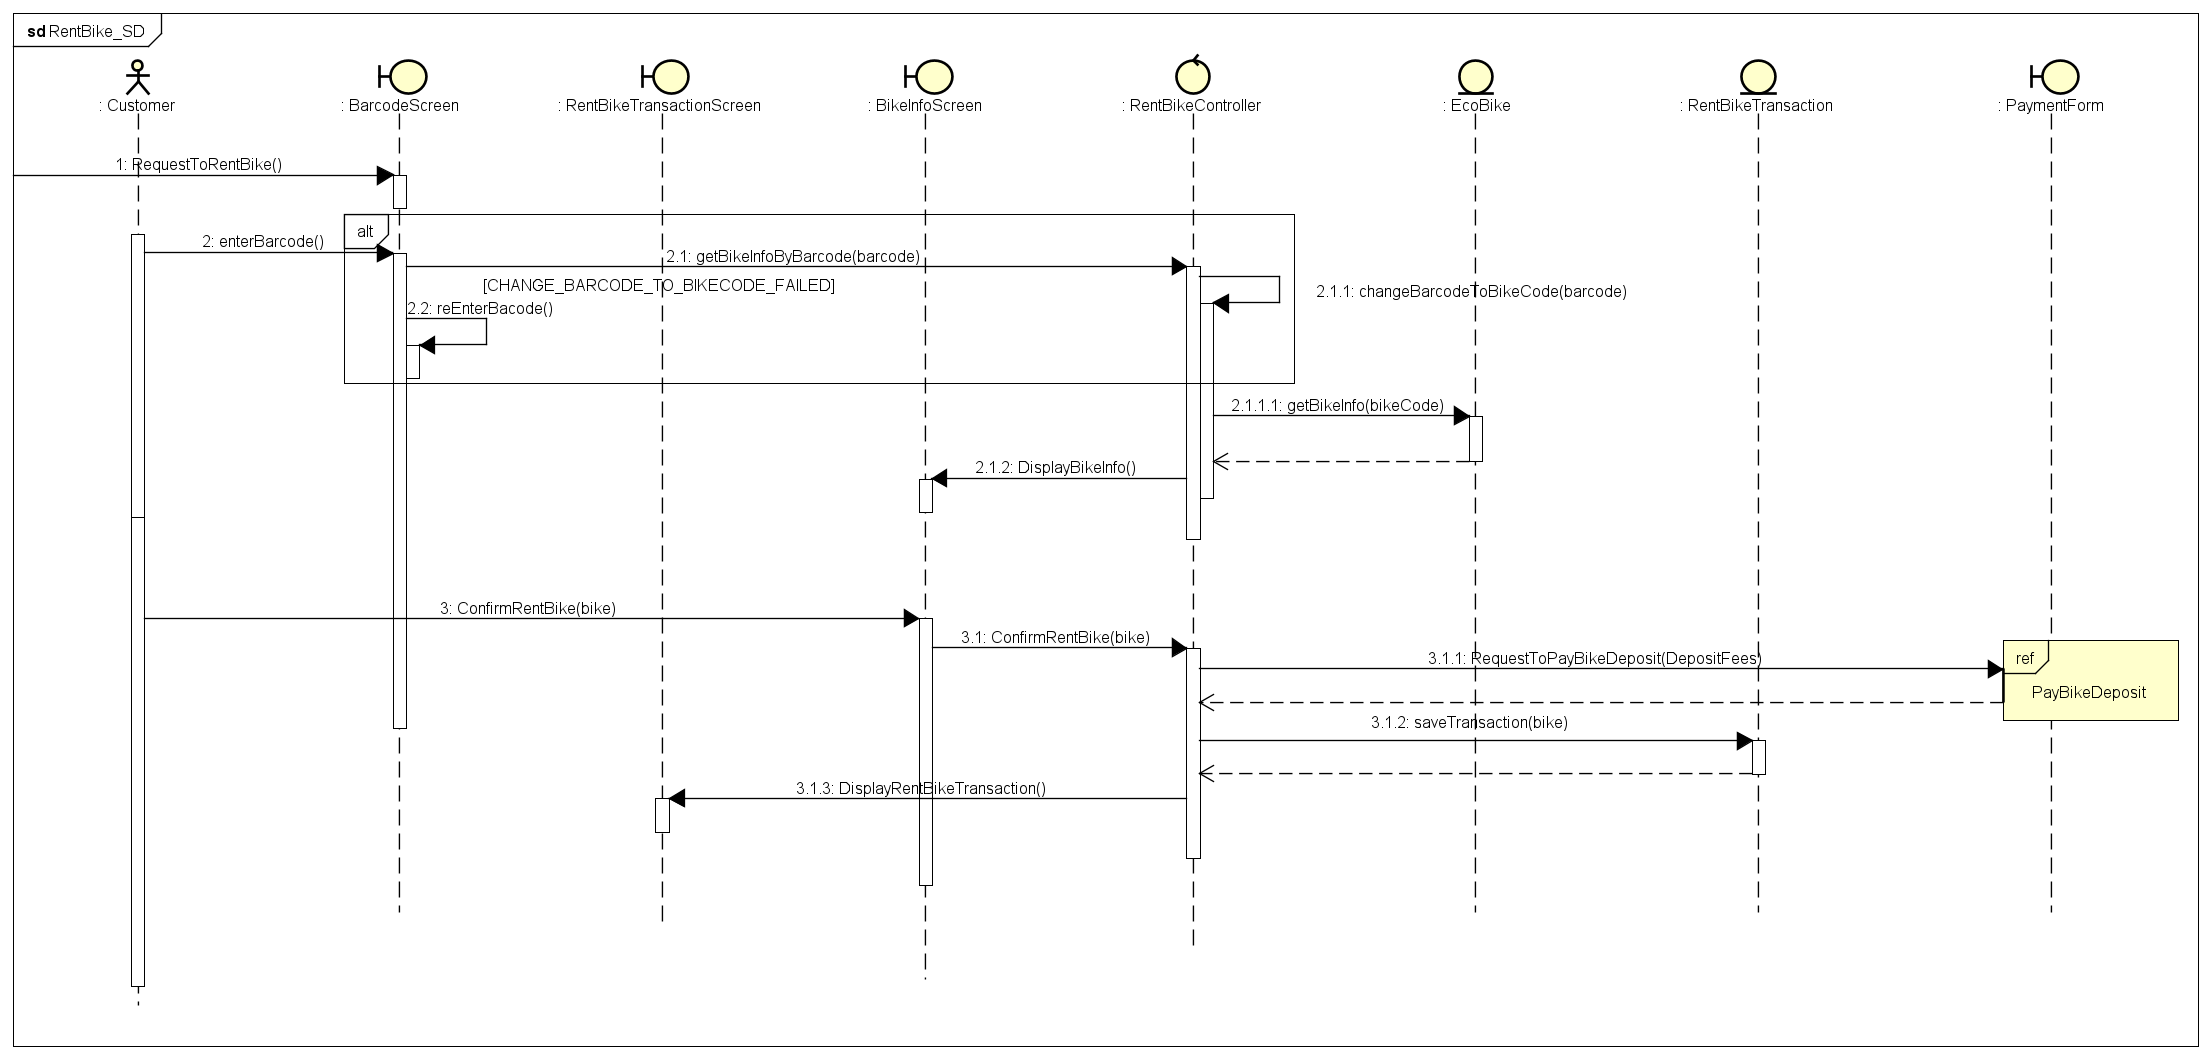 sd RentBike_SD
: Customer
: BarcodeScreen
: RentBikeTransactionScreen
: BikeInfoScreen
: RentBikeController
: EcoBike
: RentBikeTransaction
: PaymentForm
1: RequestToRentBike()
alt
2: enterBarcode()
2.1: getBikeInfoByBarcode(barcode)
[CHANGE_BARCODE_TO_BIKECODE_FAILED]
2.1.1: changeBarcodeToBikeCode(barcode)
2.2: reEnterBacode()
2.1.1.1: getBikeInfo(bikeCode)
2.1.2: DisplayBikeInfo()
3: ConfirmRentBike(bike)
3.1: ConfirmRentBike(bike)
3.1.1: RequestToPayBikeDeposit(DepositFees)
ref
PayBikeDeposit
3.1.2: saveTransaction(bike)
3.1.3: DisplayRentBikeTransaction()